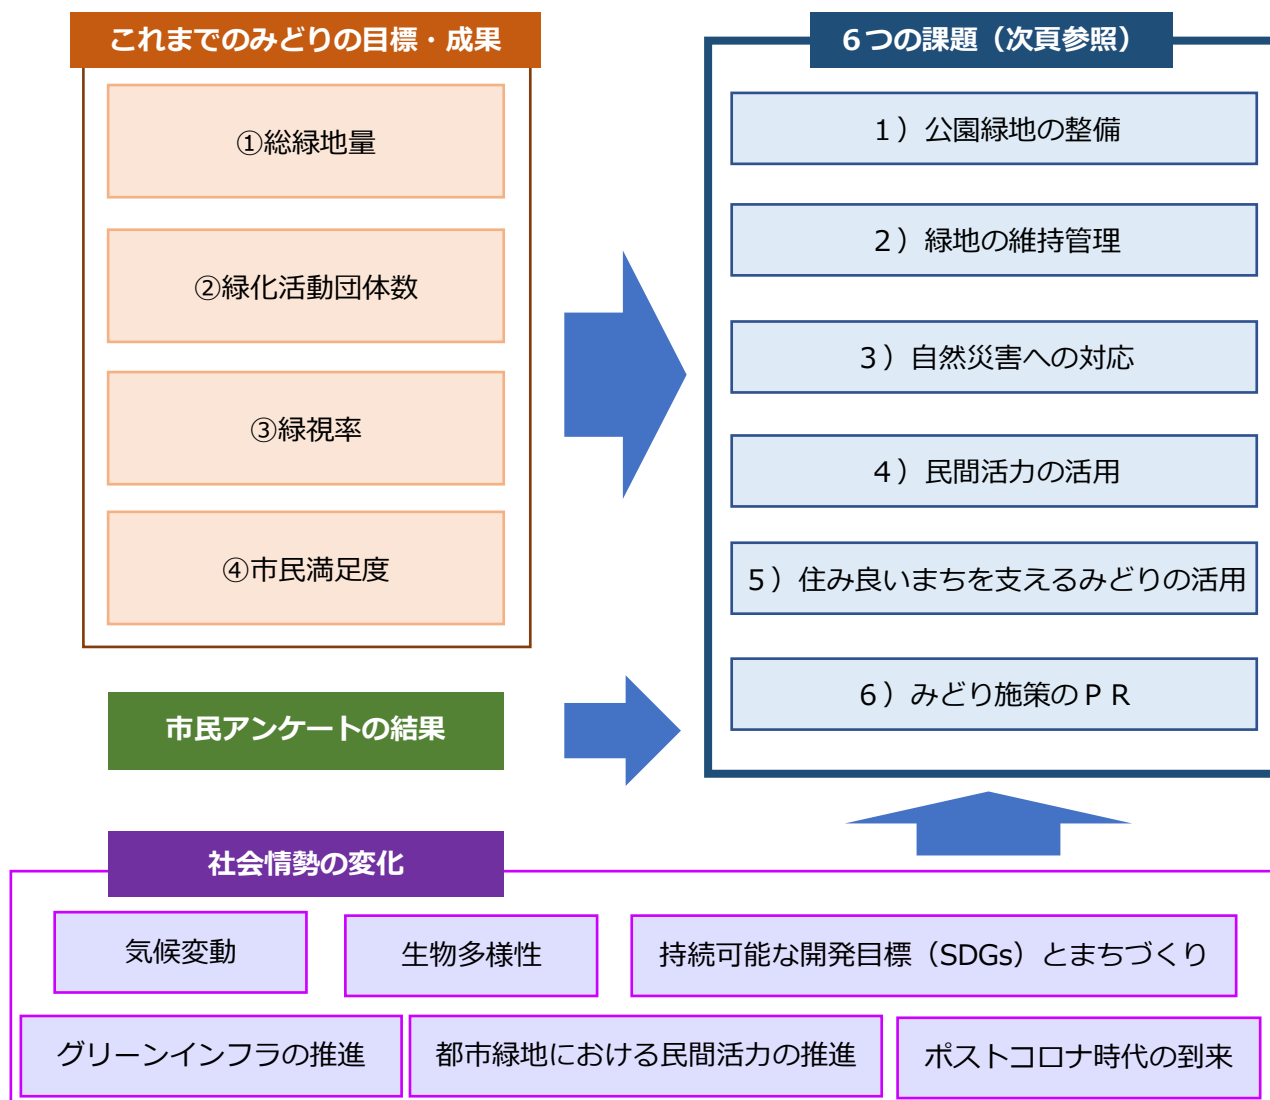 これまでのみどりの目標・成果
①総緑地量
②緑化活動団体数
③緑視率
④市民満足度
市民アンケートの結果
６つの課題（次頁参照）
１）公園緑地の整備
２）緑地の維持管理
３）自然災害への対応
４）民間活力の活用
５）住み良いまちを支えるみどりの活用
６）みどり施策のＰＲ
社会情勢の変化
気候変動
生物多様性
持続可能な開発目標（SDGs）とまちづくり
グリーンインフラの推進
都市緑地における民間活力の推進
ポストコロナ時代の到来